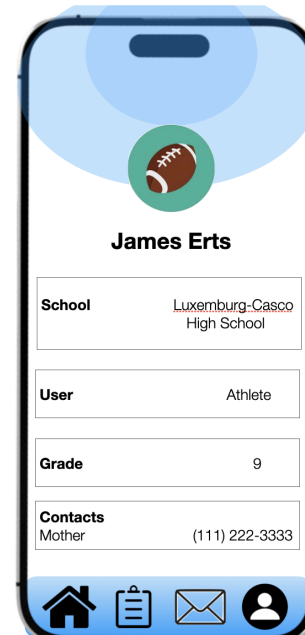 James Erts
School Luxemburg-Casco
High School
User Athlete
Grade 9
Contacts
Mother (111) 222-3333